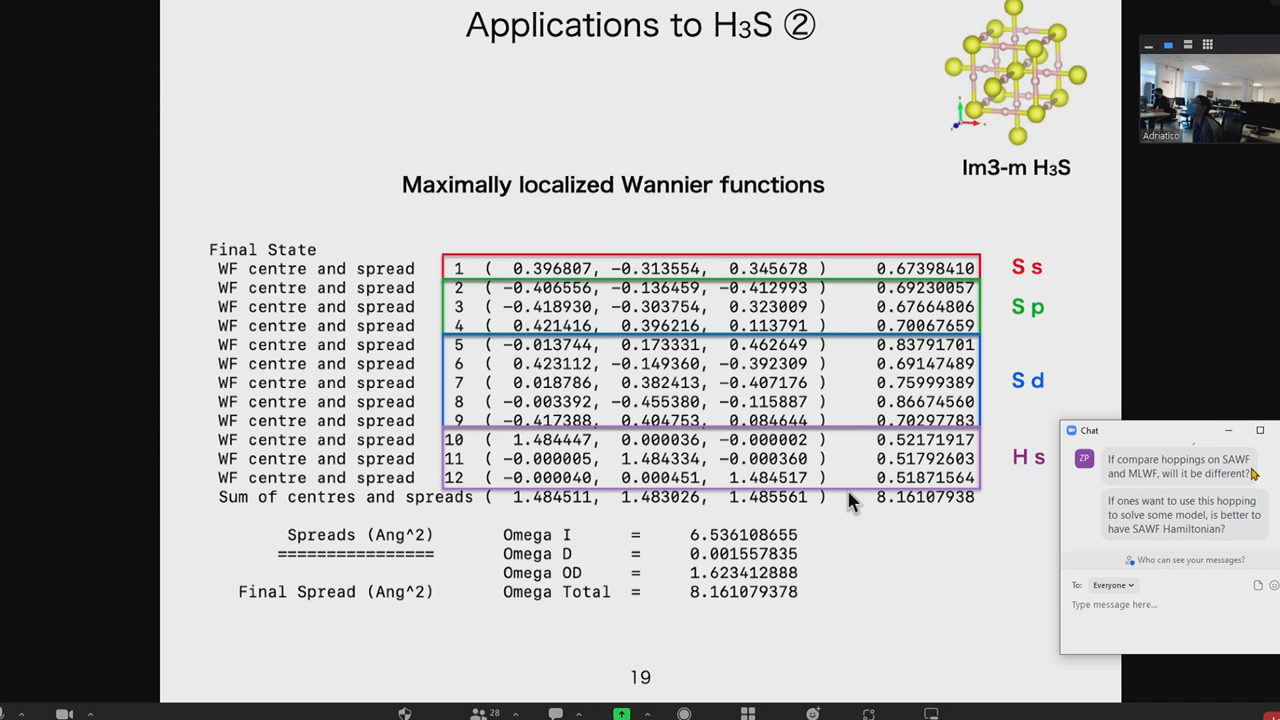 Applications to H₃S ②
Adriatico
Im3-m H₃S
Maximally localized Wannier functions
Final State
WF centre and spread 1 ( 0.396807, −0.313554, 0.345678 ) 0.67398410
S s
WF centre and spread 2 ( −0.406556, −0.136459, −0.412993 ) 0.69230057
WF centre and spread 3 ( −0.418930, −0.303754, 0.323009 ) 0.67664806
S p
WF centre and spread 4 ( 0.421416, 0.396216, 0.113791 ) 0.70067659
WF centre and spread 5 ( −0.013744, 0.173331, 0.462649 ) 0.83791701
WF centre and spread 6 ( 0.423112, −0.149360, −0.392309 ) 0.69147489
WF centre and spread 7 ( 0.018786, 0.382413, −0.407176 ) 0.75999389
S d
WF centre and spread 8 ( −0.003392, −0.455380, −0.115887 ) 0.86674560
WF centre and spread 9 ( −0.417388, 0.404753, 0.084644 ) 0.70297783
WF centre and spread 10 ( 1.484447, 0.000036, −0.000002 ) 0.52171917
WF centre and spread 11 ( −0.000005, 1.484334, −0.000360 ) 0.51792603
H s
WF centre and spread 12 ( −0.000040, 0.000451, 1.484517 ) 0.51871564
Sum of centres and spreads ( 1.484511, 1.483026, 1.485561 ) 8.16107938
Spreads (Ang^2) Omega I = 6.536108655
================ Omega D = 0.001557835
Omega OD = 1.623412888
Final Spread (Ang^2) Omega Total = 8.161079378
19
Chat
ZP
If compare hoppings on SAWF
and MLWF, will it be different?
If ones want to use this hopping
to solve some model, is better to
have SAWF Hamiltonian?
Who can see your messages?
To: Everyone
Type message here...
28